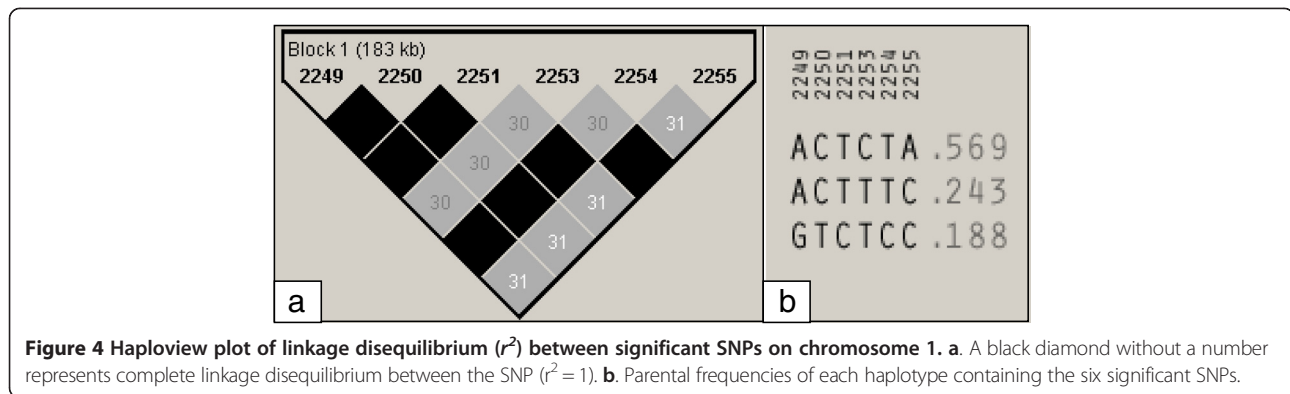 Block 1 (183 kb)
2249 2250 2251 2253 2254 2255
30 30 31
30
30 31
31
31
a
2249 2250 2251 2253 2254 2255
ACTCTA .569
ACTTTC .243
GTCTCC .188
b
Figure 4 Haploview plot of linkage disequilibrium (r²) between significant SNPs on chromosome 1. a. A black diamond without a number
represents complete linkage disequilibrium between the SNP (r² = 1). b. Parental frequencies of each haplotype containing the six significant SNPs.